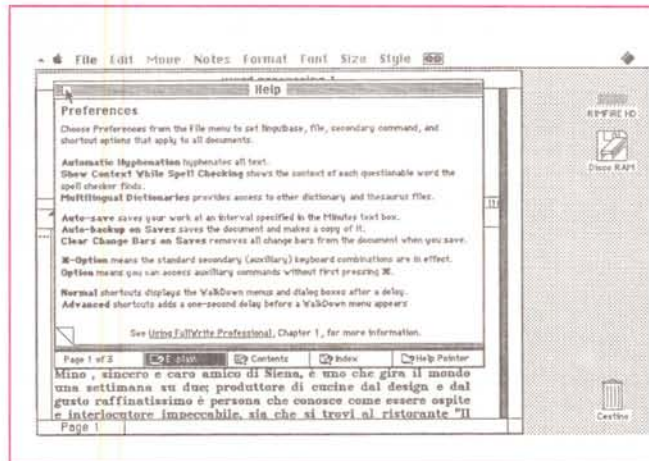 File Edit Move Notes Format Font Size Style
Help
RIMFIRE HD
Disco RAM
Preferences
Choose Preferences from the File menu to set lingubase, file, secondary command, and
shortcut options that apply to all documents.
Automatic Hyphenation hyphenates all text.
Show Context While Spell Checking shows the context of each questionable word the
spell checker finds.
Multilingual Dictionaries provides access to other dictionary and thesaurus files.
Auto-save saves your work at an interval specified in the Minutes text box.
Auto-backup on Saves saves the document and makes a copy of it.
Clear Change Bars on Saves removes all change bars from the document when you save.
⌘-Option means the standard secondary (auxiliary) keyboard combinations are in effect.
Option means you can access auxiliary commands without first pressing ⌘.
Normal shortcuts displays the WalkDown menus and dialog boxes after a delay.
Advanced shortcuts adds a one-second delay before a WalkDown menu appears
See Using FullWrite Professional, Chapter 1, for more information.
Page 1 of 3 Explain Contents Index Help Pointer
Mino , sincero e caro amico di Siena, è uno che gira il mondo
una settimana su due; produttore di cucine dal design e dal
gusto raffinatissimo è persona che conosce come essere ospite
e interlocutore impeccabile, sia che si trovi al ristorante "Il
Page 1
Cestino